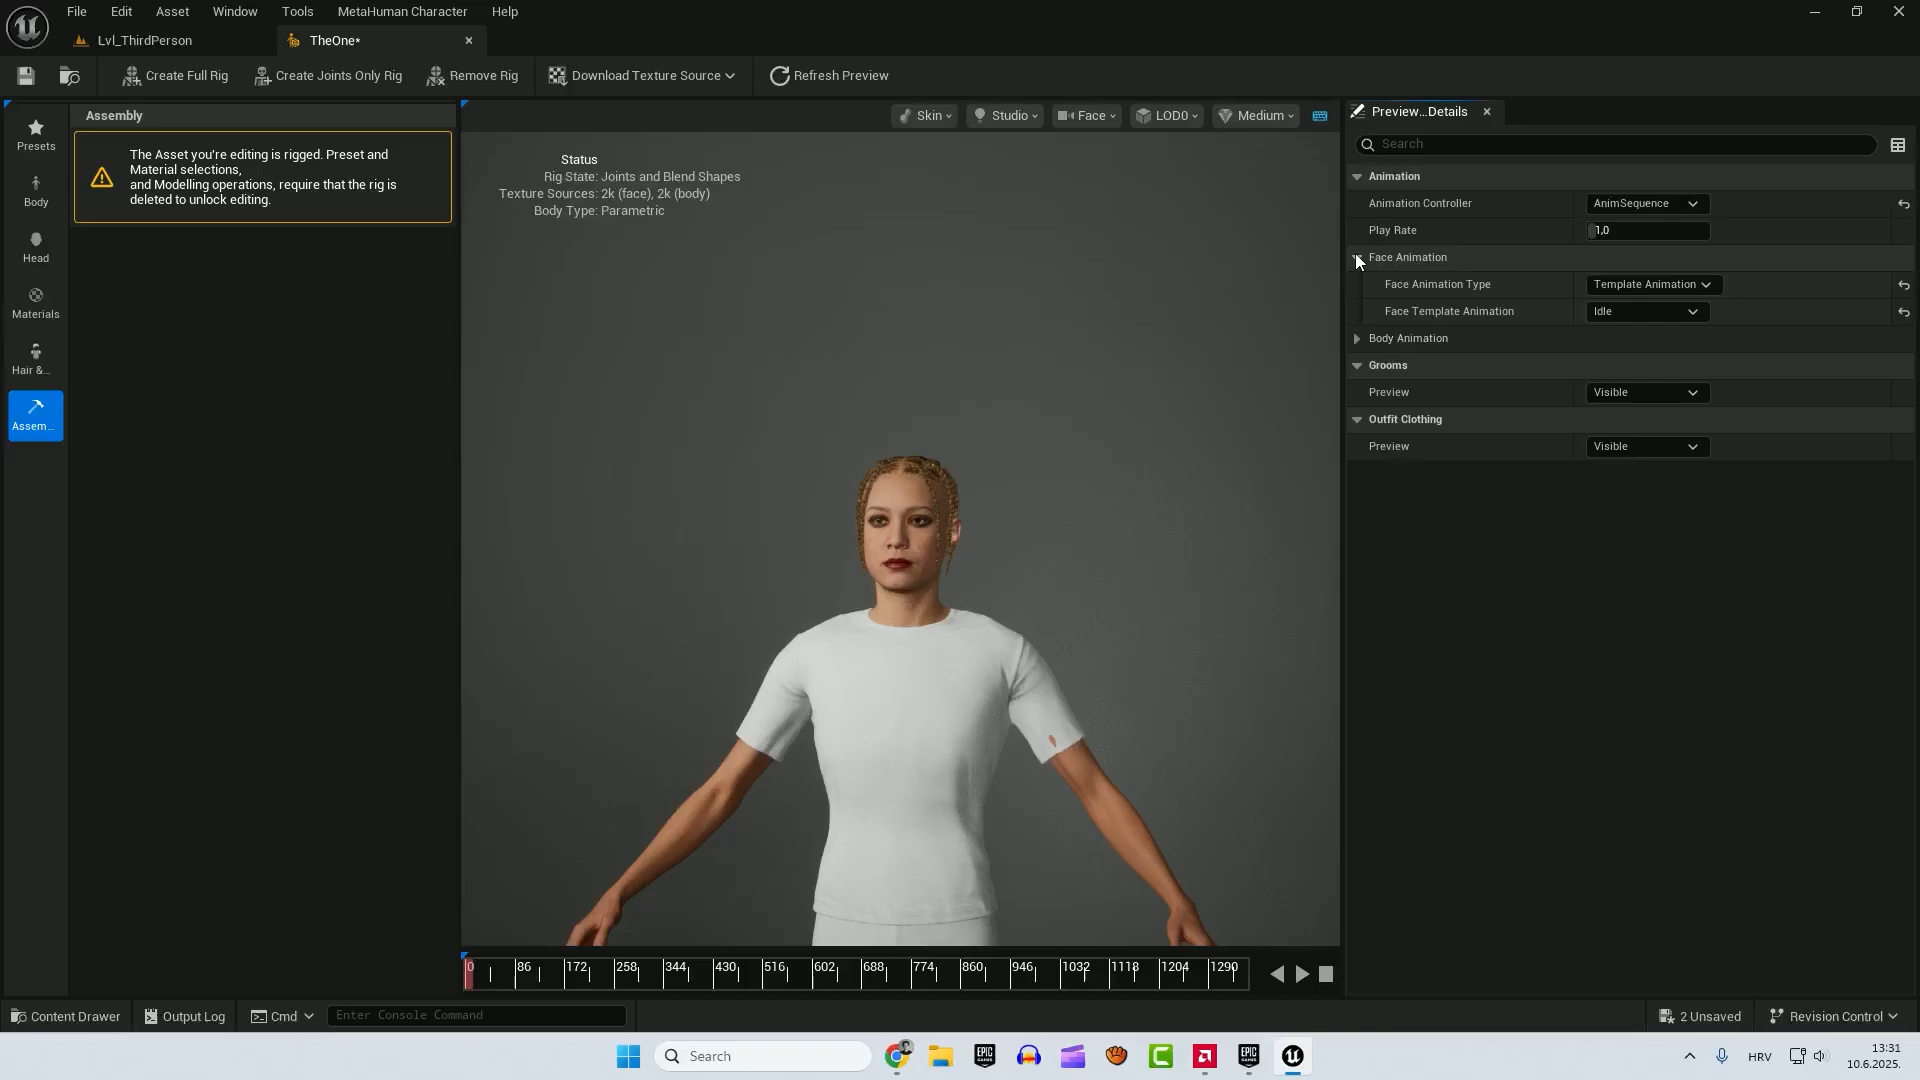 File Edit Asset Window Tools MetaHuman Character Help
Lvl_ThirdPerson
TheOne*
Create Full Rig
Create Joints Only Rig
Remove Rig
Download Texture Source
Refresh Preview
Presets
Body
Head
Materials
Hair &...
Assem...
Assembly
The Asset you're editing is rigged. Preset and
Material selections,
and Modelling operations, require that the rig is
deleted to unlock editing.
Skin
Studio
Face
LOD0
Medium
Status
Rig State: Joints and Blend Shapes
Texture Sources: 2k (face), 2k (body)
Body Type: Parametric
0 86 172 258 344 430 516 602 688 774 860 946 1032 1118 1204 1290
Preview...Details
Search
Animation
Animation Controller AnimSequence
Play Rate 1,0
Face Animation
Face Animation Type Template Animation
Face Template Animation Idle
Body Animation
Grooms
Preview Visible
Outfit Clothing
Preview Visible
Content Drawer
Output Log
Cmd
Enter Console Command
2 Unsaved
Revision Control
Search
EPIC GAMES
EPIC GAMES
HRV
13:31
10.6.2025.